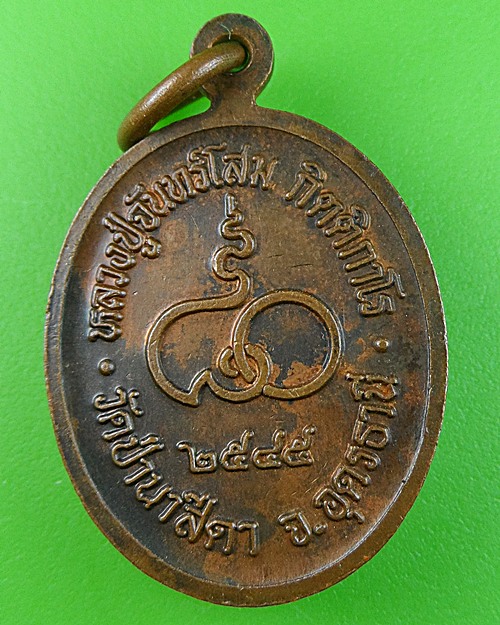 หลวงปู่จันทร์โสม กิตติกาโร
๘๐
๒๕๔๕
วัดป่านาสีดา จ.อุดรธานี